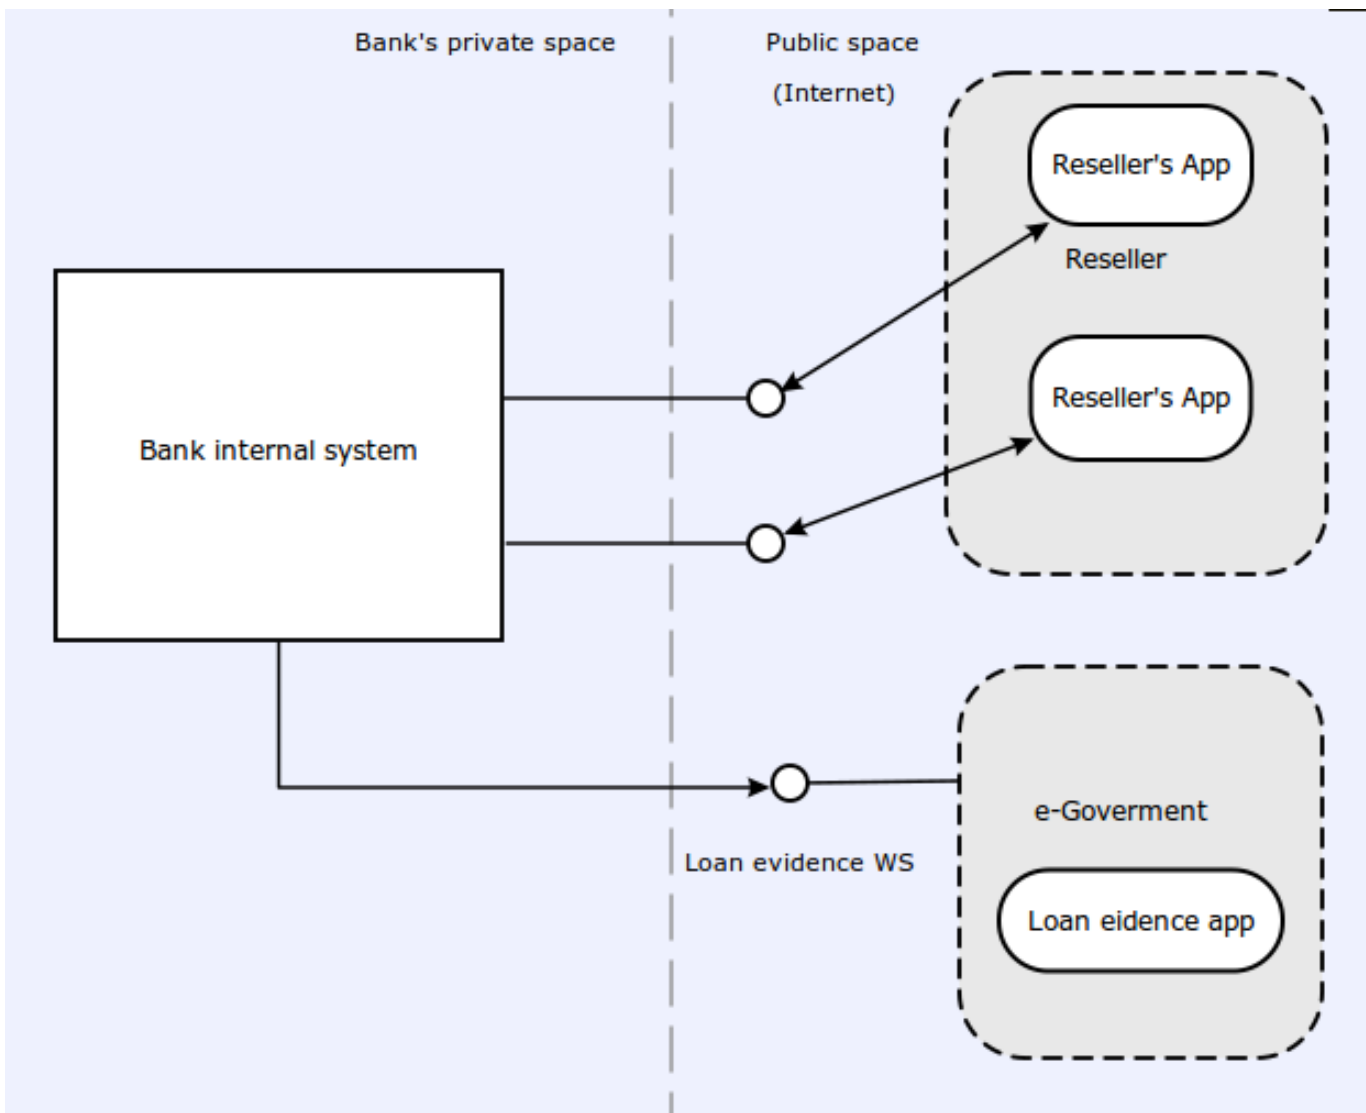 Bank's private space
Public space
(Internet)
Reseller's App
Reseller
Reseller's App
Bank internal system
e-Goverment
Loan evidence WS
Loan eidence app